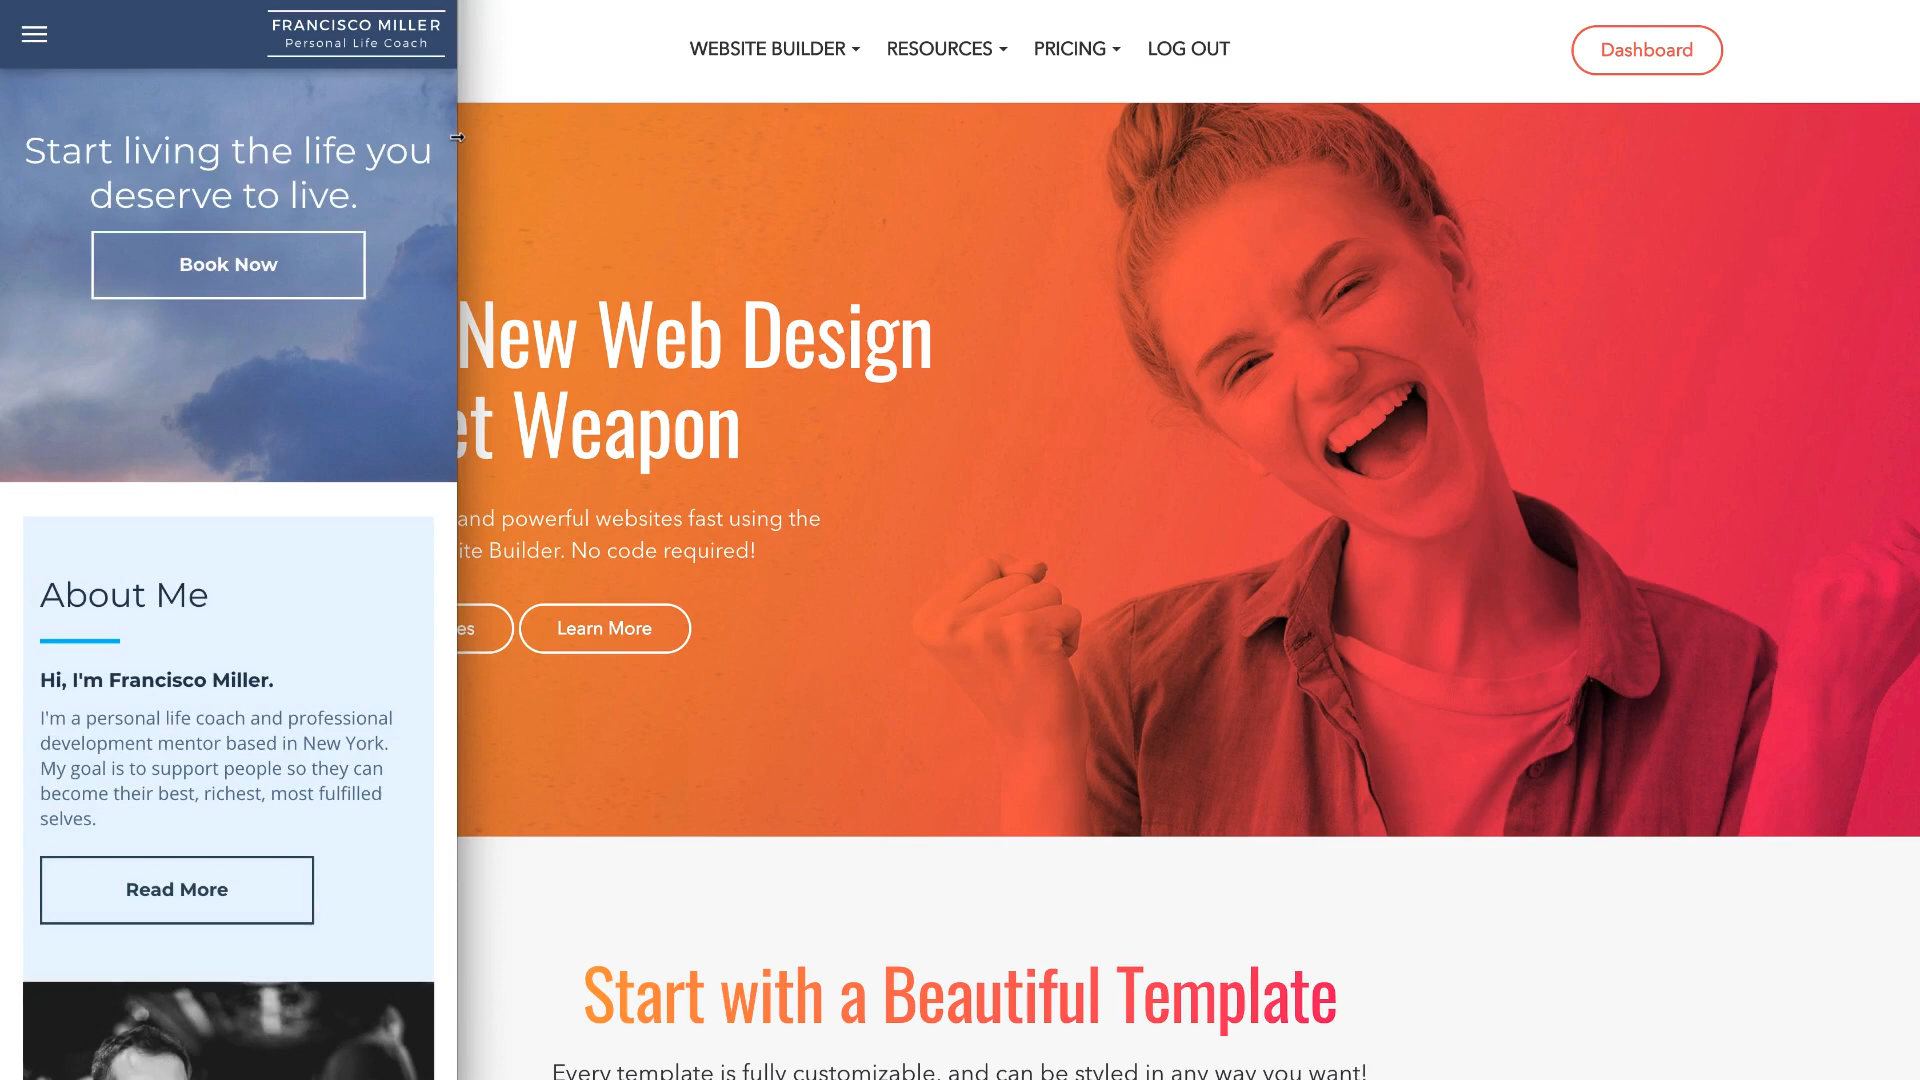 FRANCISCO MILLER
Personal Life Coach
Start living the life you
deserve to live.
Book Now
About Me
Hi, I'm Francisco Miller.
I'm a personal life coach and professional
development mentor based in New York.
My goal is to support people so they can
become their best, richest, most fulfilled
selves.
Read More
WEBSITE BUILDER
RESOURCES
PRICING
LOG OUT
Dashboard
New Web Design
et Weapon
and powerful websites fast using the
ite Builder. No code required!
es
Learn More
Start with a Beautiful Template
Every template is fully customizable, and can be styled in any way you want!